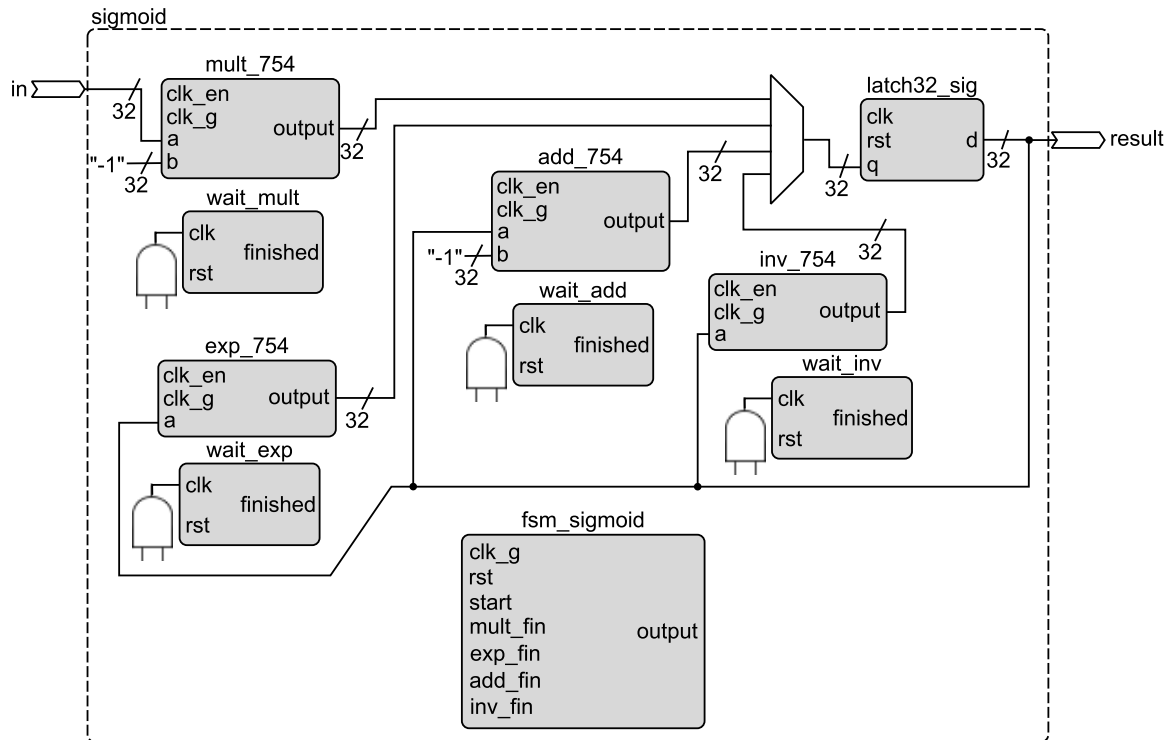 sigmoid
in
32
mult_754
clk_en
clk_g
a
b
output
32
"-1"
32
wait_mult
clk
rst
finished
exp_754
clk_en
clk_g
a
output
32
wait_exp
clk
rst
finished
add_754
clk_en
clk_g
a
b
output
32
"-1"
32
wait_add
clk
rst
finished
inv_754
clk_en
clk_g
a
output
32
wait_inv
clk
rst
finished
latch32_sig
clk
rst
q
d
32
32
result
fsm_sigmoid
clk_g
rst
start
mult_fin
exp_fin
add_fin
inv_fin
output